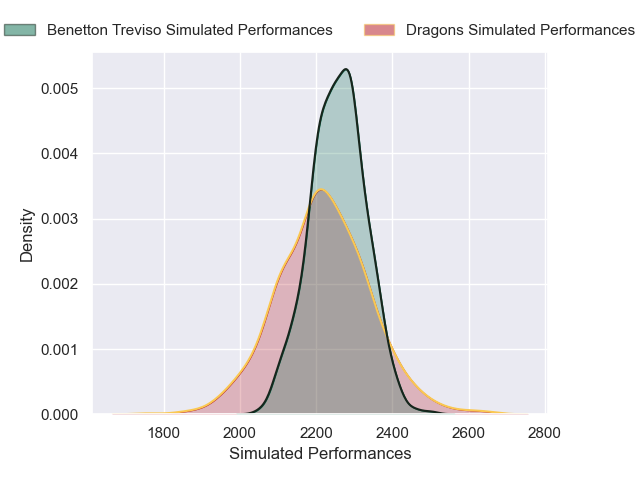 Benetton Treviso Simulated Performances
Dragons Simulated Performances
0.005
0.004
0.003
0.002
0.001
0.000
Density
1800 2000 2200 2400 2600 2800
Simulated Performances